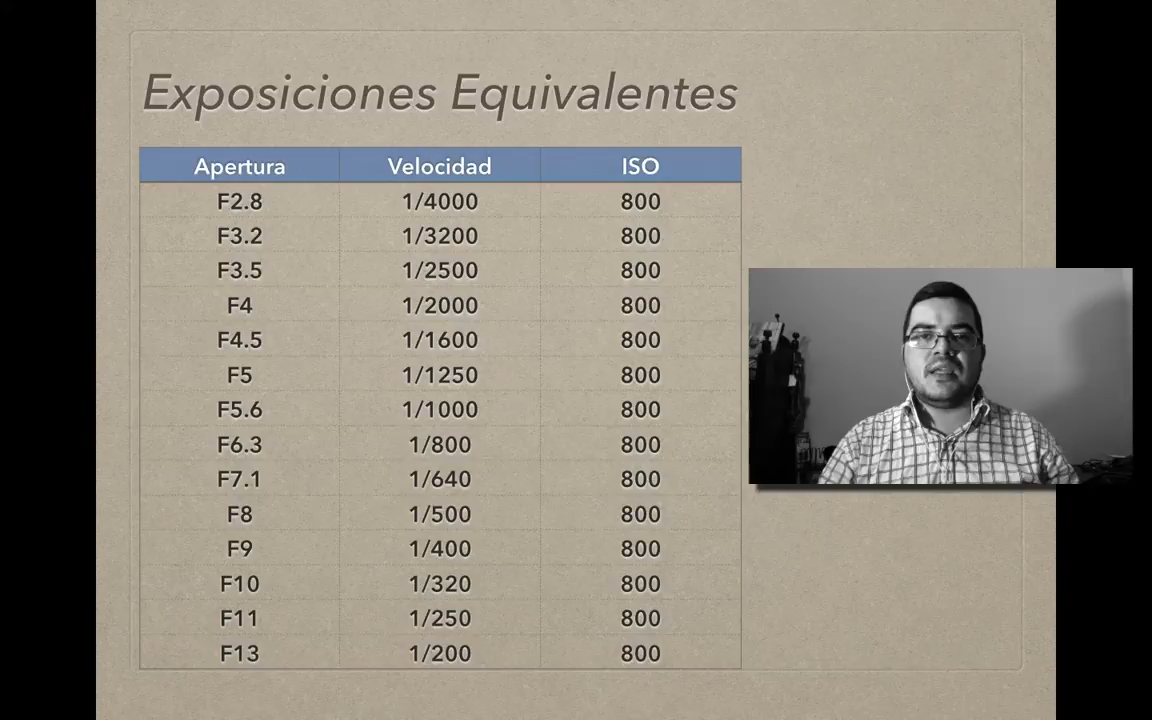 Exposiciones Equivalentes
Apertura Velocidad ISO
F2.8 1/4000 800
F3.2 1/3200 800
F3.5 1/2500 800
F4 1/2000 800
F4.5 1/1600 800
F5 1/1250 800
F5.6 1/1000 800
F6.3 1/800 800
F7.1 1/640 800
F8 1/500 800
F9 1/400 800
F10 1/320 800
F11 1/250 800
F13 1/200 800